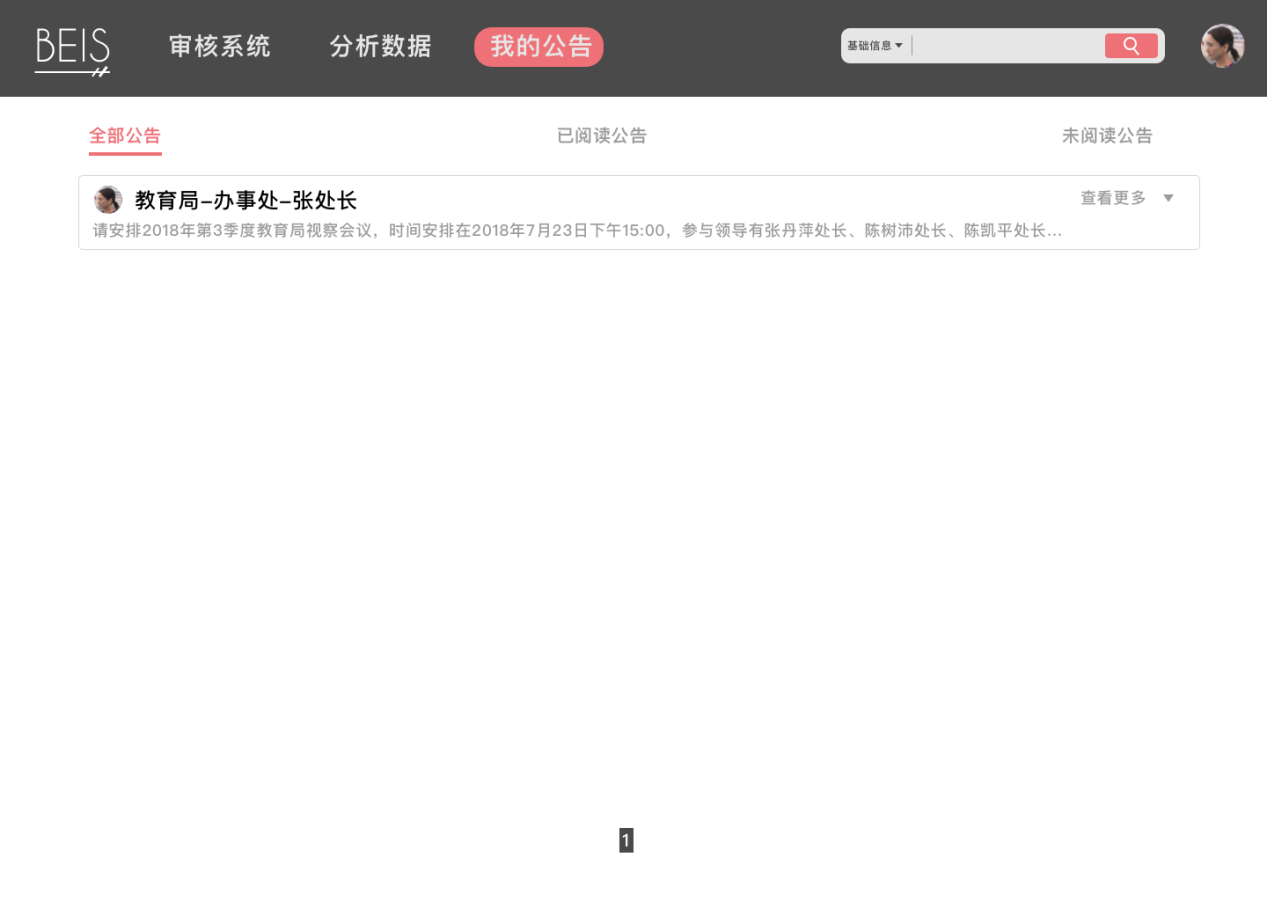 BEIS
审核系统
分析数据
我的公告
基础信息
全部公告
已阅读公告
未阅读公告
教育局–办事处–张处长
查看更多
请安排2018年第3季度教育局视察会议，时间安排在2018年7月23日下午15:00，参与领导有张丹萍处长、陈树沛处长、陈凯平处长...
1